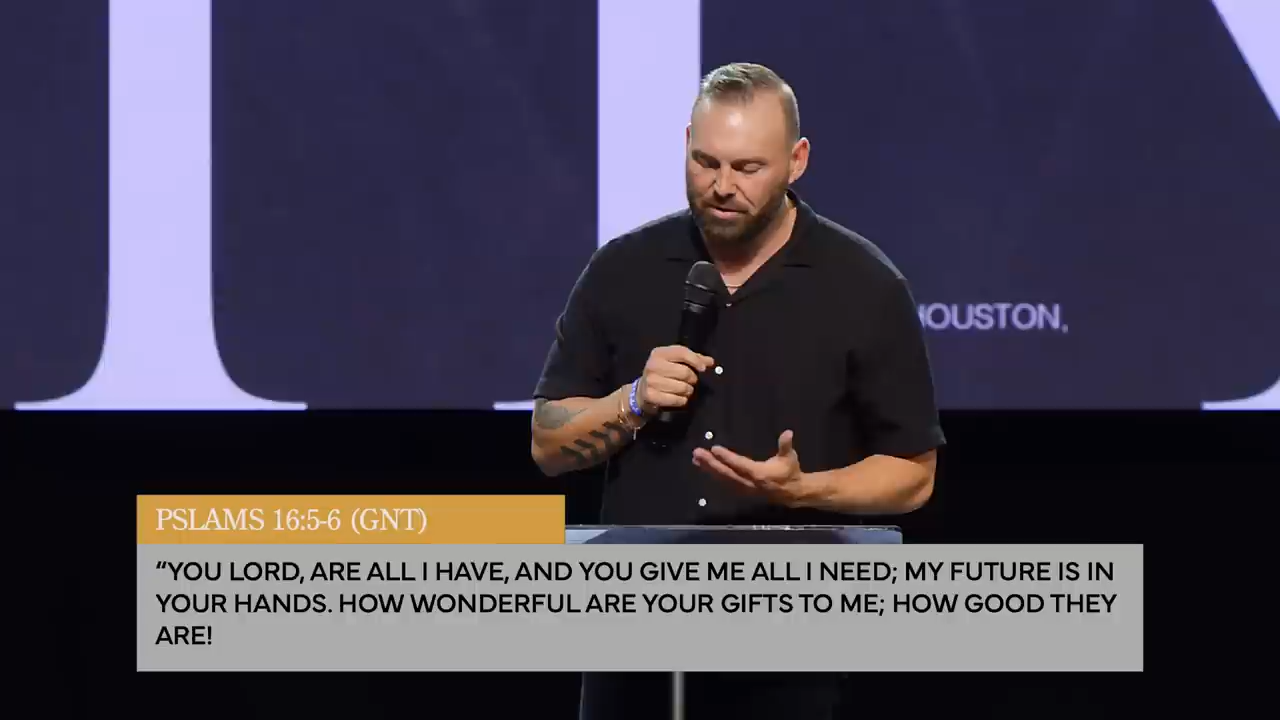 HOUSTON,
PSLAMS 16:5-6 (GNT)
“YOU LORD, ARE ALL I HAVE, AND YOU GIVE ME ALL I NEED; MY FUTURE IS IN
YOUR HANDS. HOW WONDERFUL ARE YOUR GIFTS TO ME; HOW GOOD THEY
ARE!